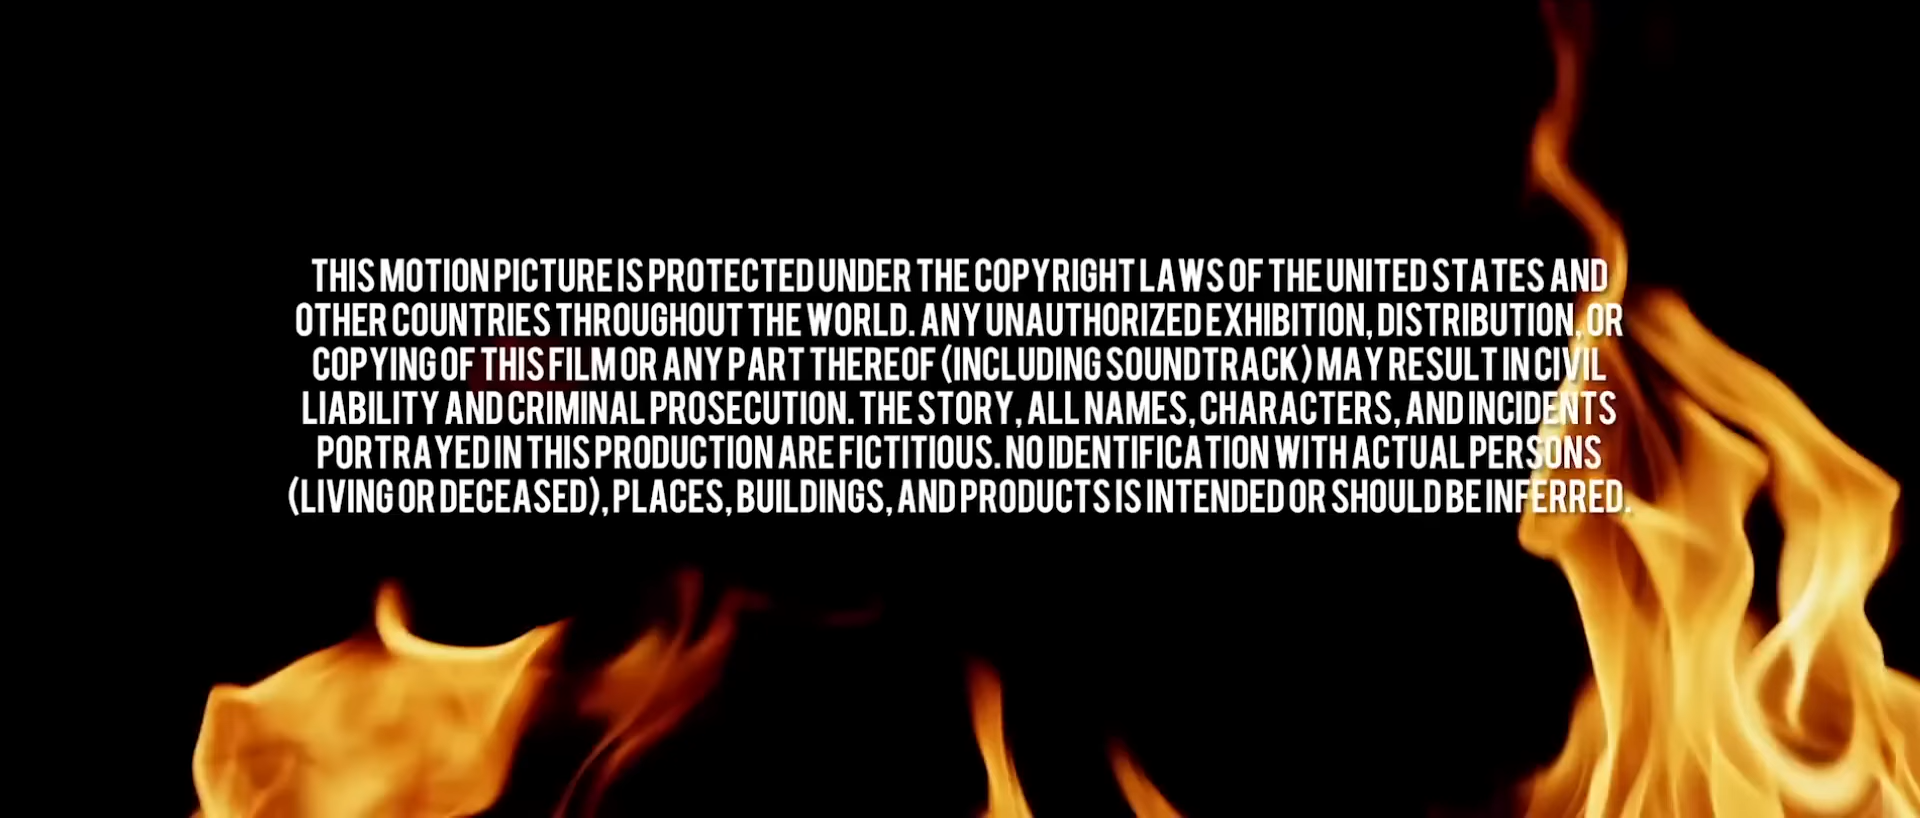 THIS MOTION PICTURE IS PROTECTED UNDER THE COPYRIGHT LAWS OF THE UNITED STATES AND
OTHER COUNTRIES THROUGHOUT THE WORLD. ANY UNAUTHORIZED EXHIBITION, DISTRIBUTION, OR
COPYING OF THIS FILM OR ANY PART THEREOF (INCLUDING SOUNDTRACK) MAY RESULT IN CIVIL
LIABILITY AND CRIMINAL PROSECUTION. THE STORY, ALL NAMES, CHARACTERS, AND INCIDENTS
PORTRAYED IN THIS PRODUCTION ARE FICTITIOUS. NO IDENTIFICATION WITH ACTUAL PERSONS
(LIVING OR DECEASED), PLACES, BUILDINGS, AND PRODUCTS IS INTENDED OR SHOULD BE INFERRED.